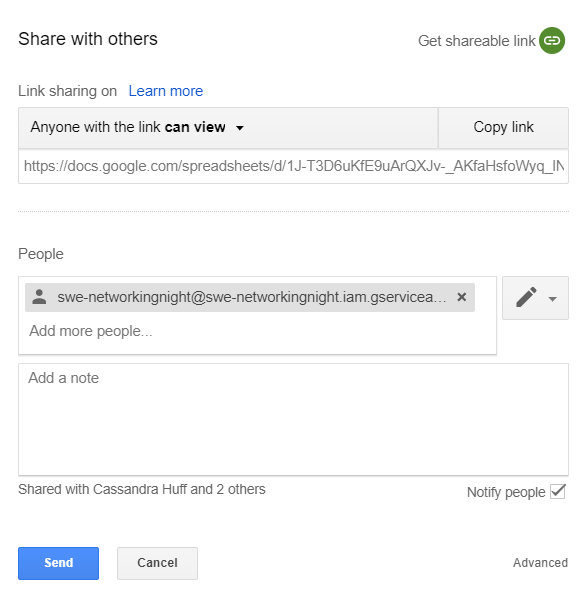 Share with others
Get shareable link
Link sharing on Learn more
Anyone with the link can view
Copy link
https://docs.google.com/spreadsheets/d/1J-T3D6uKfE9uArQXJv-_AKfaHsfoWyq_
People
swe-networkingnight@swe-networkingnight.iam.gservicea...
Add more people...
Add a note
Shared with Cassandra Huff and 2 others
Notify people
Send
Cancel
Advanced